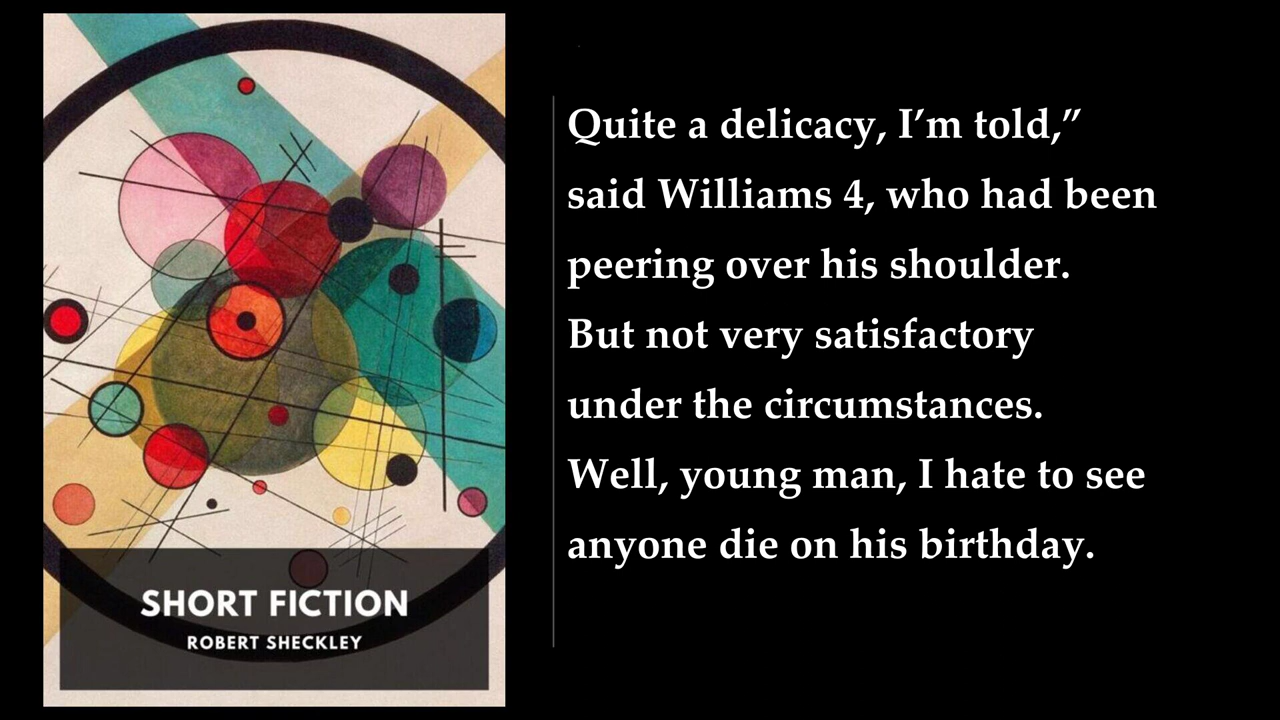 Quite a delicacy, I’m told,”
said Williams 4, who had been
peering over his shoulder.
But not very satisfactory
under the circumstances.
Well, young man, I hate to see
anyone die on his birthday.
SHORT FICTION
ROBERT SHECKLEY